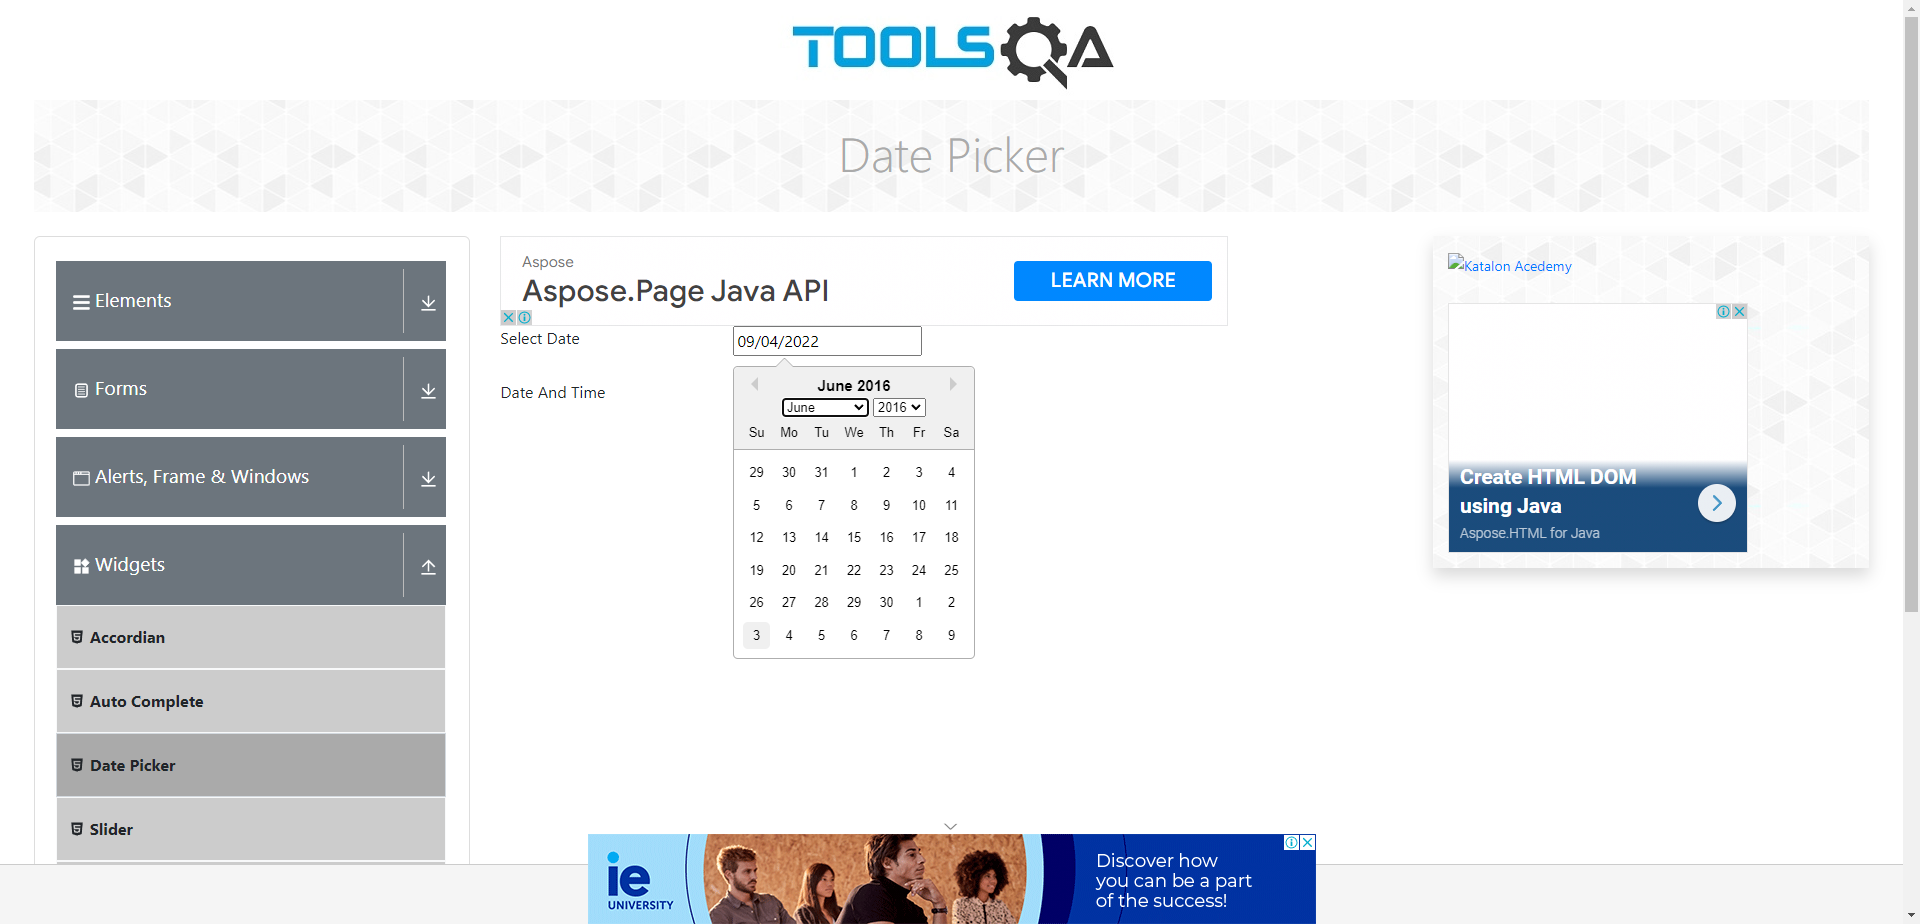 TOOLSQA
Date Picker
Elements
Forms
Alerts, Frame & Windows
Widgets
Accordian
Auto Complete
Date Picker
Slider
Aspose
Aspose.Page Java API
LEARN MORE
Select Date
09/04/2022
Date And Time
June 2016
June 2016
Su Mo Tu We Th Fr Sa
29 30 31 1 2 3 4
5 6 7 8 9 10 11
12 13 14 15 16 17 18
19 20 21 22 23 24 25
26 27 28 29 30 1 2
3 4 5 6 7 8 9
Katalon Acedemy
Create HTML DOM
using Java
Aspose.HTML for Java
ie
UNIVERSITY
Discover how
you can be a part
of the success!